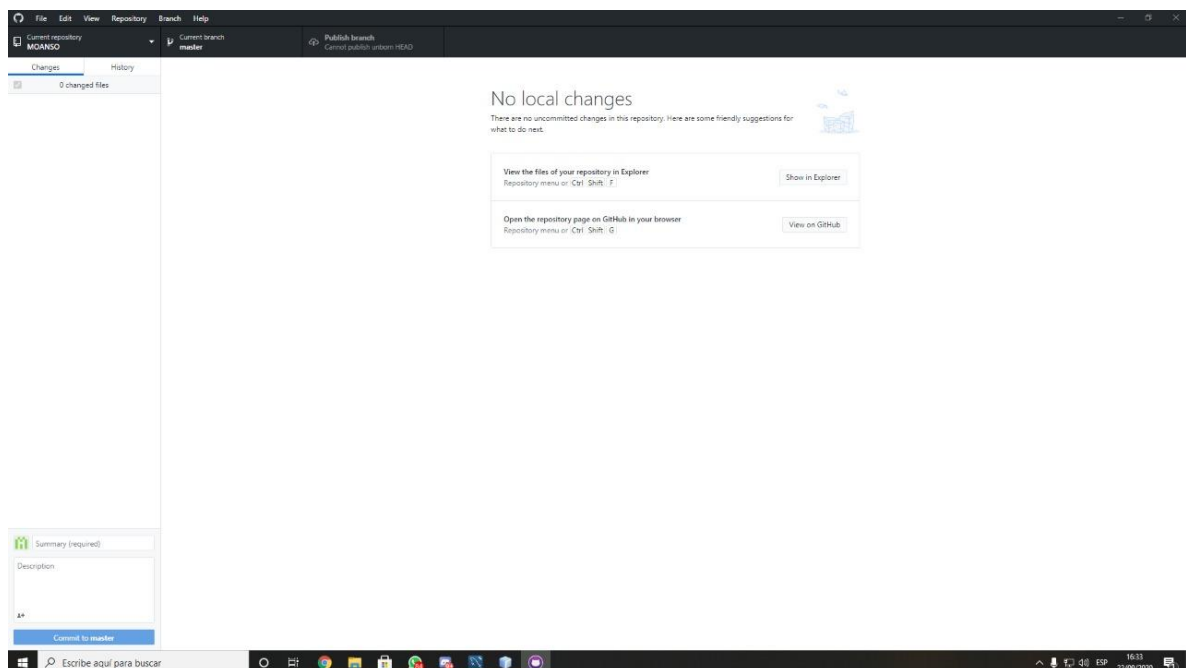 File Edit View Repository Branch Help
Current repository
MOANSO
Current branch
master
Publish branch
Cannot publish unborn HEAD
Changes History
0 changed files
No local changes
There are no uncommitted changes in this repository. Here are some friendly suggestions for
what to do next.
View the files of your repository in Explorer
Repository menu or Ctrl Shift F
Show in Explorer
Open the repository page on GitHub in your browser
Repository menu or Ctrl Shift G
View on GitHub
Summary (required)
Description
Commit to master
Escribe aquí para buscar
ESP
16:33